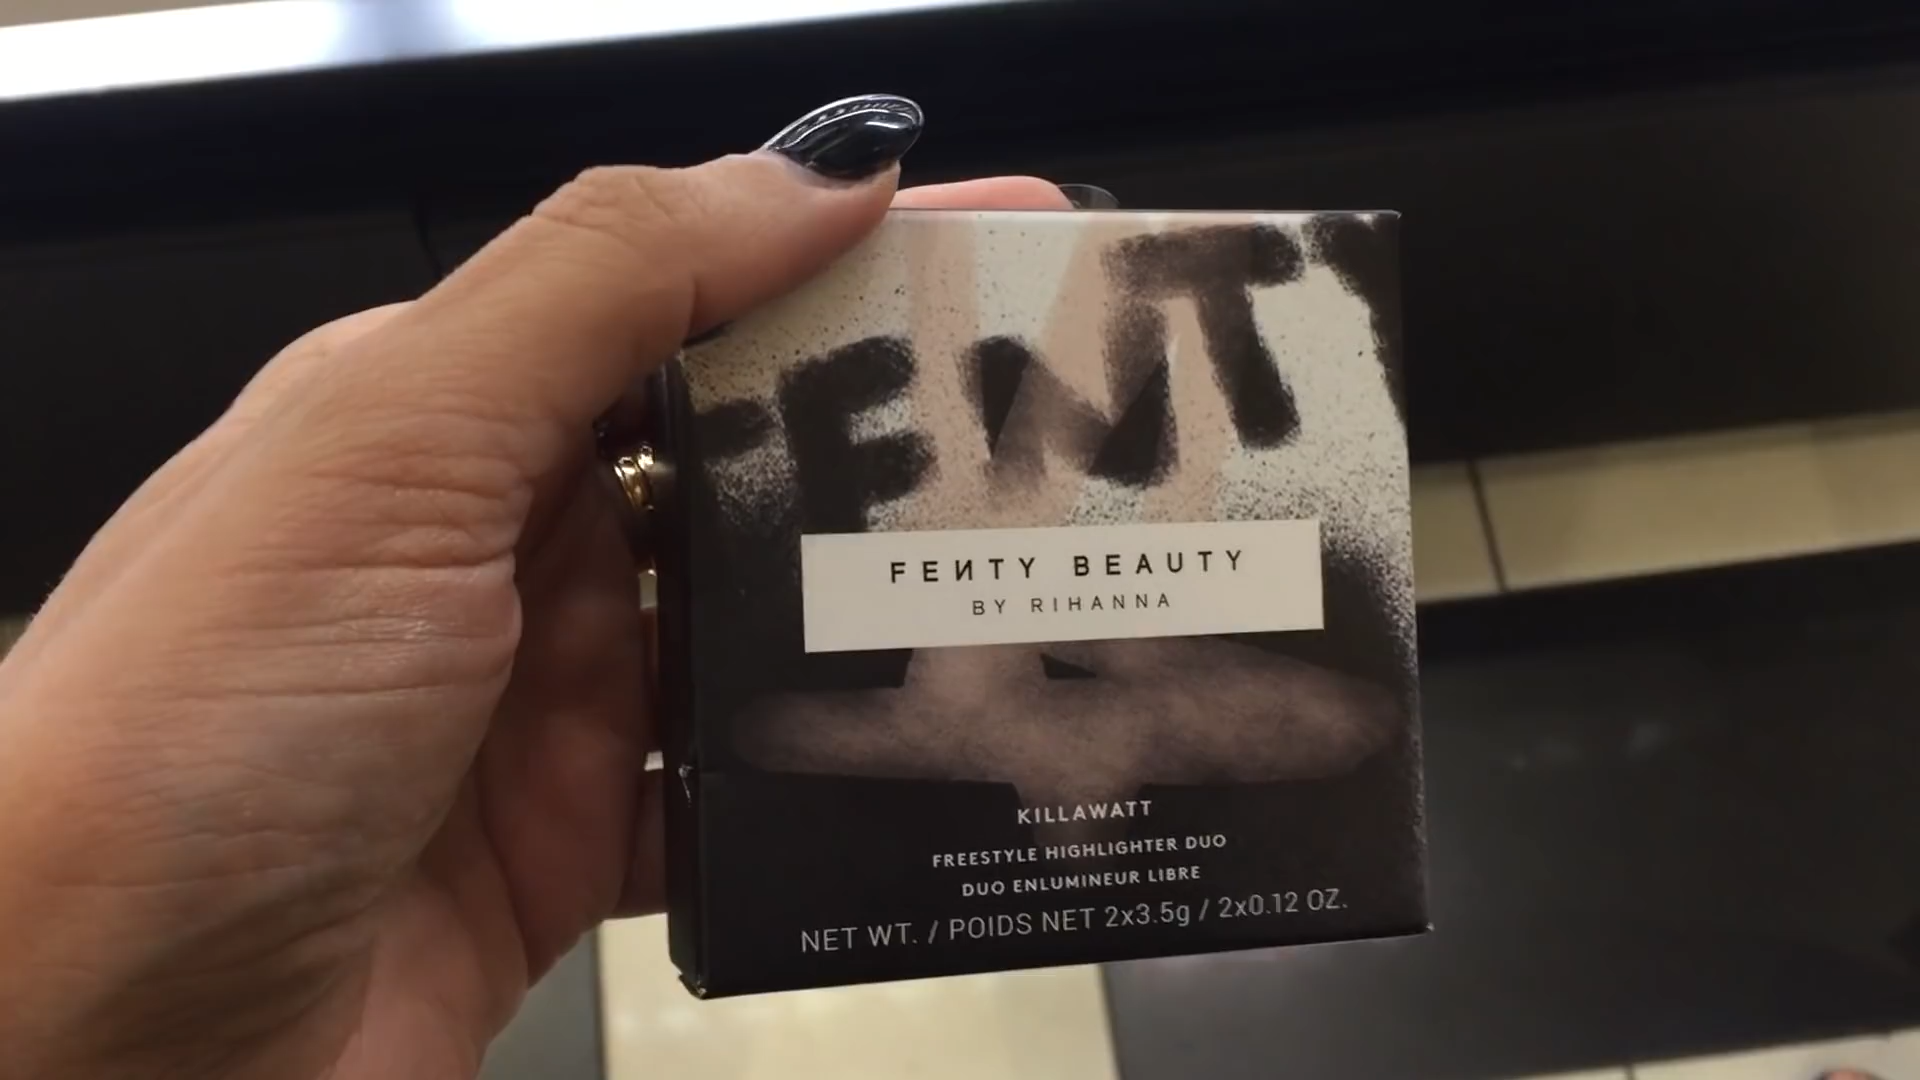 FENTY
FEИTY BEAUTY
BY RIHANNA
KILLAWATT
FREESTYLE HIGHLIGHTER DUO
DUO ENLUMINEUR LIBRE
NET WT. / POIDS NET 2x3.5g / 2x0.12 OZ.